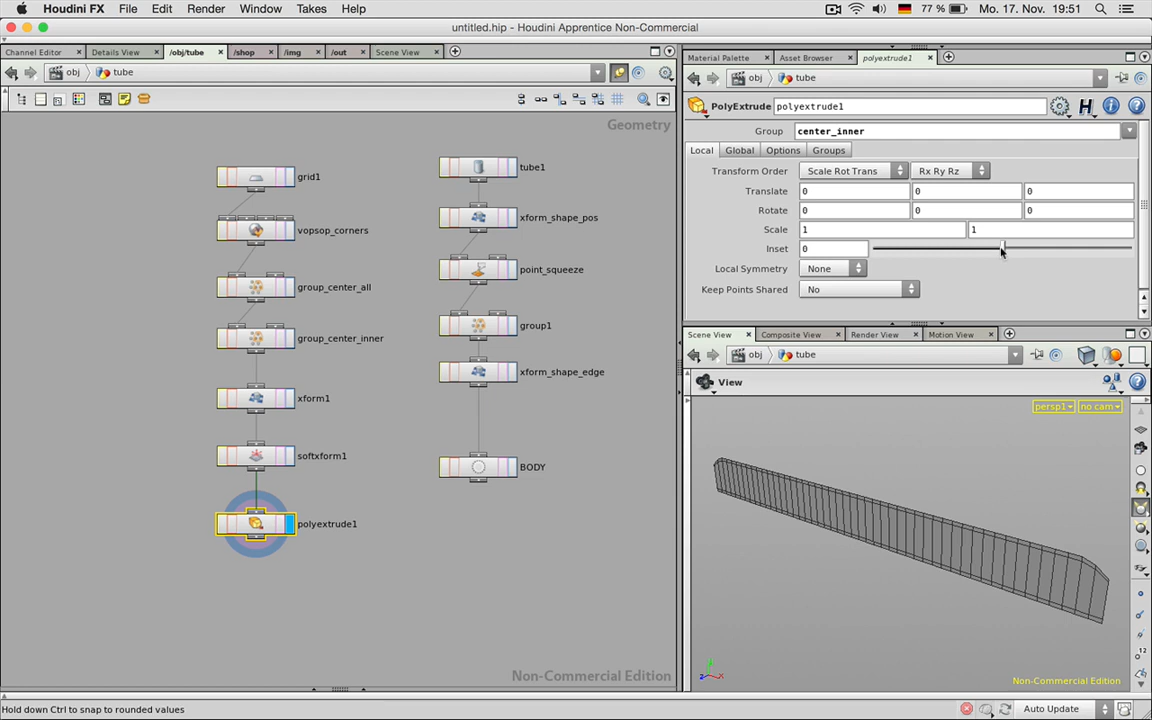 Houdini FX File Edit Render Window Takes Help 77 % Mo. 17. Nov. 19:51
untitled.hip - Houdini Apprentice Non-Commercial
Channel Editor Details View /obj/tube /shop /img /out Scene View
obj tube
Geometry
grid1
vopsop_corners
group_center_all
group_center_inner
xform1
softxform1
polyextrude1
tube1
xform_shape_pos
point_squeeze
group1
xform_shape_edge
BODY
Non-Commercial Edition
Material Palette Asset Browser polyextrude1
obj tube
PolyExtrude polyextrude1
Group center_inner
Local Global Options Groups
Transform Order Scale Rot Trans Rx Ry Rz
Translate 0 0 0
Rotate 0 0 0
Scale 1 1
Inset 0
Local Symmetry None
Keep Points Shared No
Scene View Composite View Render View Motion View
obj tube
View
persp1 no cam
12
z x
Non-Commercial Edition
Hold down Ctrl to snap to rounded values
Auto Update